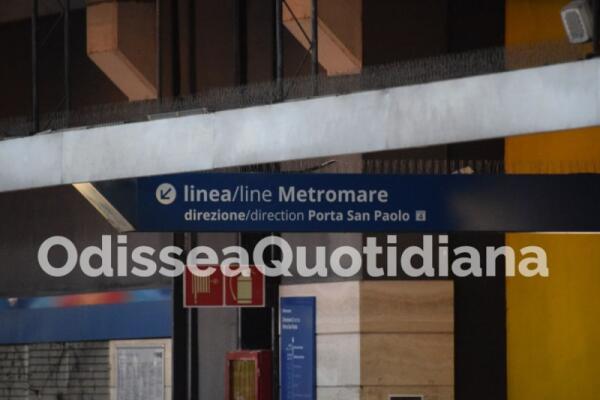 linea/line Metromare
direzione/direction Porta San Paolo
OdisseaQuotidiana